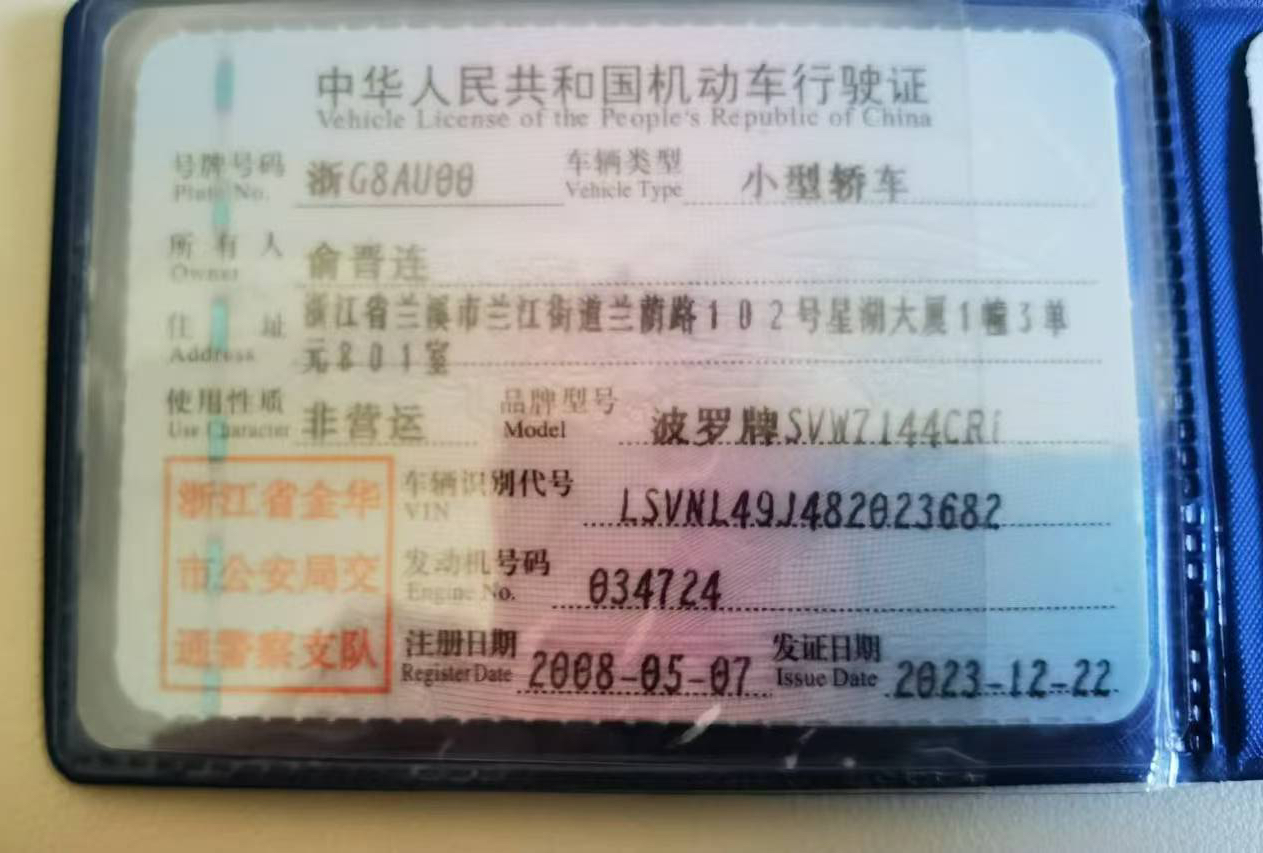 中华人民共和国机动车行驶证
Vehicle License of the People's Republic of China
号牌号码 浙G8AU00 车辆类型 小型轿车
Plate No. Vehicle Type
所有人 俞晋连
Owner
住址 浙江省兰溪市兰江街道兰荫路102号星湖大厦1幢3单
Address 元801室
使用性质 非营运 品牌型号 波罗牌SVW7144CRi
Use Character Model
浙江省金华 车辆识别代号 LSVNL49J482023682
VIN
市公安局交 发动机号码 034724
Engine No.
通警察支队 注册日期 2008-05-07 发证日期 2023-12-22
Register Date Issue Date